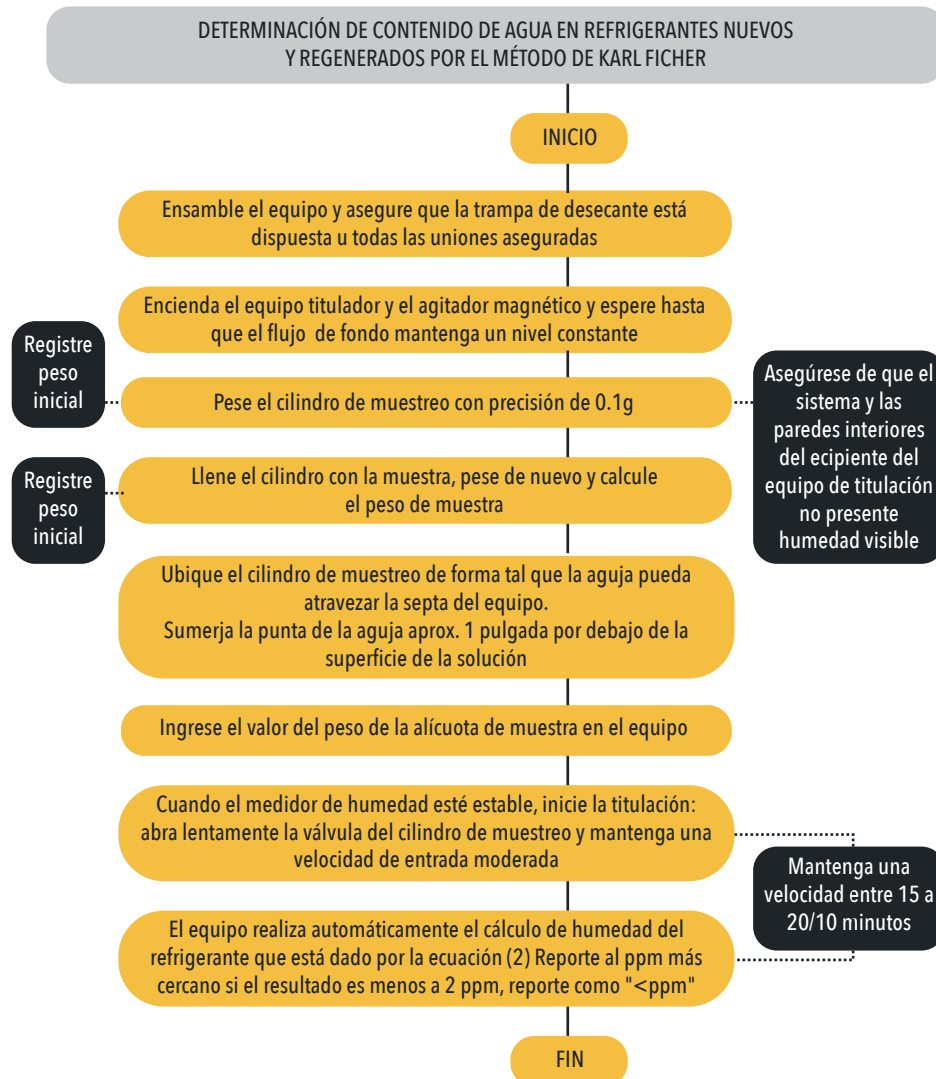 DETERMINACIÓN DE CONTENIDO DE AGUA EN REFRIGERANTES NUEVOS
Y REGENERADOS POR EL MÉTODO DE KARL FICHER
INICIO
Ensamble el equipo y asegure que la trampa de desecante está
dispuesta u todas las uniones aseguradas
Encienda el equipo titulador y el agitador magnético y espere hasta
que el flujo de fondo mantenga un nivel constante
Registre
peso
inicial
Pese el cilindro de muestreo con precisión de 0.1g
Asegúrese de que el
sistema y las
paredes interiores
del ecipiente del
equipo de titulación
no presente
humedad visible
Registre
peso
inicial
Llene el cilindro con la muestra, pese de nuevo y calcule
el peso de muestra
Ubique el cilindro de muestreo de forma tal que la aguja pueda
atravezar la septa del equipo.
Sumerja la punta de la aguja aprox. 1 pulgada por debajo de la
superficie de la solución
Ingrese el valor del peso de la alícuota de muestra en el equipo
Cuando el medidor de humedad esté estable, inicie la titulación:
abra lentamente la válvula del cilindro de muestreo y mantenga una
velocidad de entrada moderada
Mantenga una
velocidad entre 15 a
20/10 minutos
El equipo realiza automáticamente el cálculo de humedad del
refrigerante que está dado por la ecuación (2) Reporte al ppm más
cercano si el resultado es menos a 2 ppm, reporte como "<ppm"
FIN